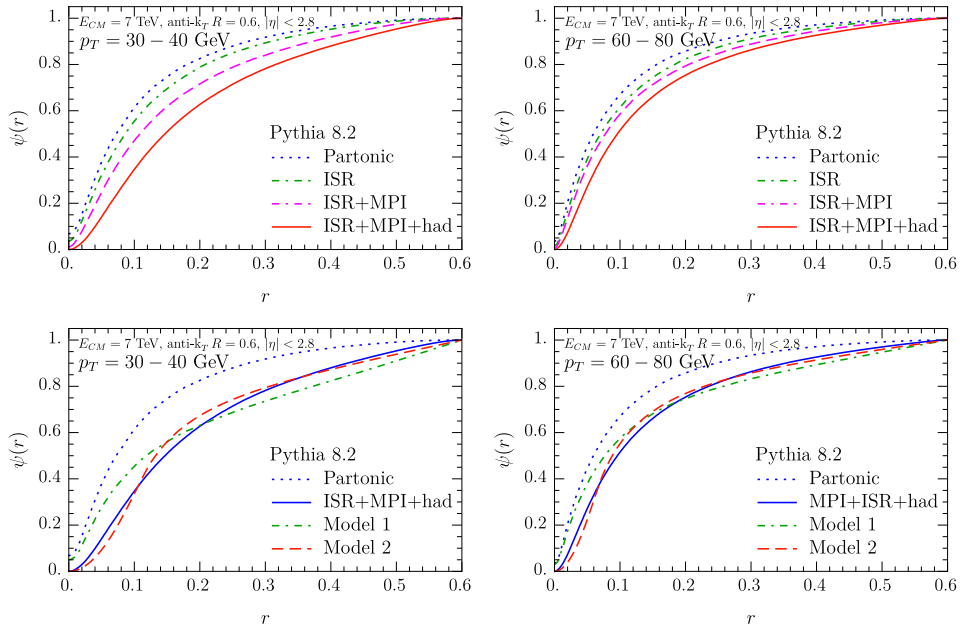 E_CM = 7 TeV, anti-k_T R = 0.6, |η| < 2.8
p_T = 30 − 40 GeV
1.
0.8
0.6
0.4
0.2
0.
ψ(r)
Pythia 8.2
Partonic
ISR
ISR+MPI
ISR+MPI+had
0. 0.1 0.2 0.3 0.4 0.5 0.6
r
E_CM = 7 TeV, anti-k_T R = 0.6, |η| < 2.8
p_T = 60 − 80 GeV
1.
0.8
0.6
0.4
0.2
0.
ψ(r)
Pythia 8.2
Partonic
ISR
ISR+MPI
ISR+MPI+had
0. 0.1 0.2 0.3 0.4 0.5 0.6
r
E_CM = 7 TeV, anti-k_T R = 0.6, |η| < 2.8
p_T = 30 − 40 GeV
1.
0.8
0.6
0.4
0.2
0.
ψ(r)
Pythia 8.2
Partonic
ISR+MPI+had
Model 1
Model 2
0. 0.1 0.2 0.3 0.4 0.5 0.6
r
E_CM = 7 TeV, anti-k_T R = 0.6, |η| < 2.8
p_T = 60 − 80 GeV
1.
0.8
0.6
0.4
0.2
0.
ψ(r)
Pythia 8.2
Partonic
MPI+ISR+had
Model 1
Model 2
0. 0.1 0.2 0.3 0.4 0.5 0.6
r